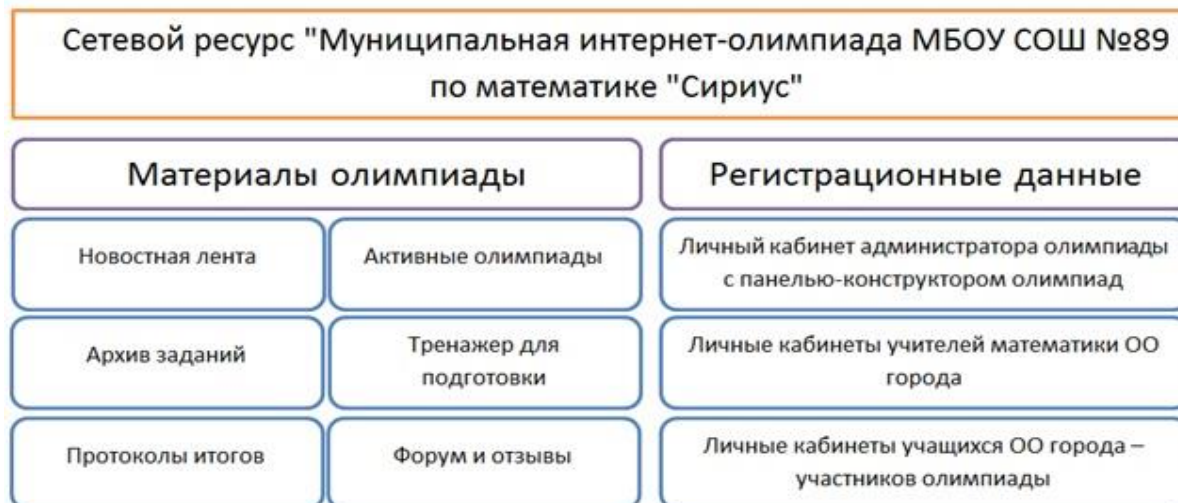 Сетевой ресурс "Муниципальная интернет-олимпиада МБОУ СОШ №89
по математике "Сириус"
Материалы олимпиады
Регистрационные данные
Новостная лента
Активные олимпиады
Личный кабинет администратора олимпиады
с панелью-конструктором олимпиад
Архив заданий
Тренажер для
подготовки
Личные кабинеты учителей математики ОО
города
Протоколы итогов
Форум и отзывы
Личные кабинеты учащихся ОО города –
участников олимпиады